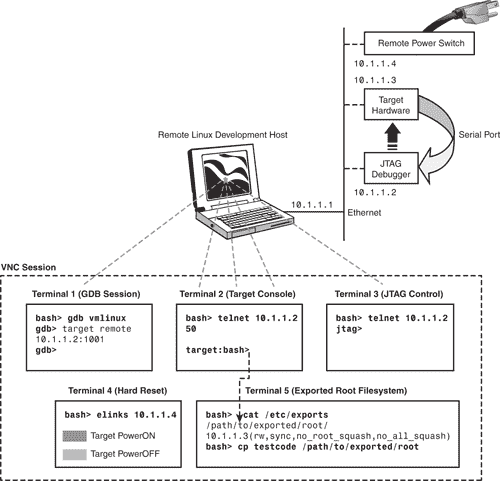 Remote Power Switch
10.1.1.4
10.1.1.3
Target
Hardware
Serial Port
Remote Linux Development Host
JTAG
Debugger
10.1.1.2
10.1.1.1
Ethernet
VNC Session
Terminal 1 (GDB Session)
bash> gdb vmlinux
gdb> target remote
10.1.1.2:1001
gdb>
Terminal 2 (Target Console)
bash> telnet 10.1.1.2
50
target:bash>
Terminal 3 (JTAG Control)
bash> telnet 10.1.1.2
jtag>
Terminal 4 (Hard Reset)
bash> elinks 10.1.1.4
Target PowerON
Target PowerOFF
Terminal 5 (Exported Root Filesystem)
bash> cat /etc/exports
/path/to/exported/root/
10.1.1.3(rw,sync,no_root_squash,no_all_squash)
bash> cp testcode /path/to/exported/root